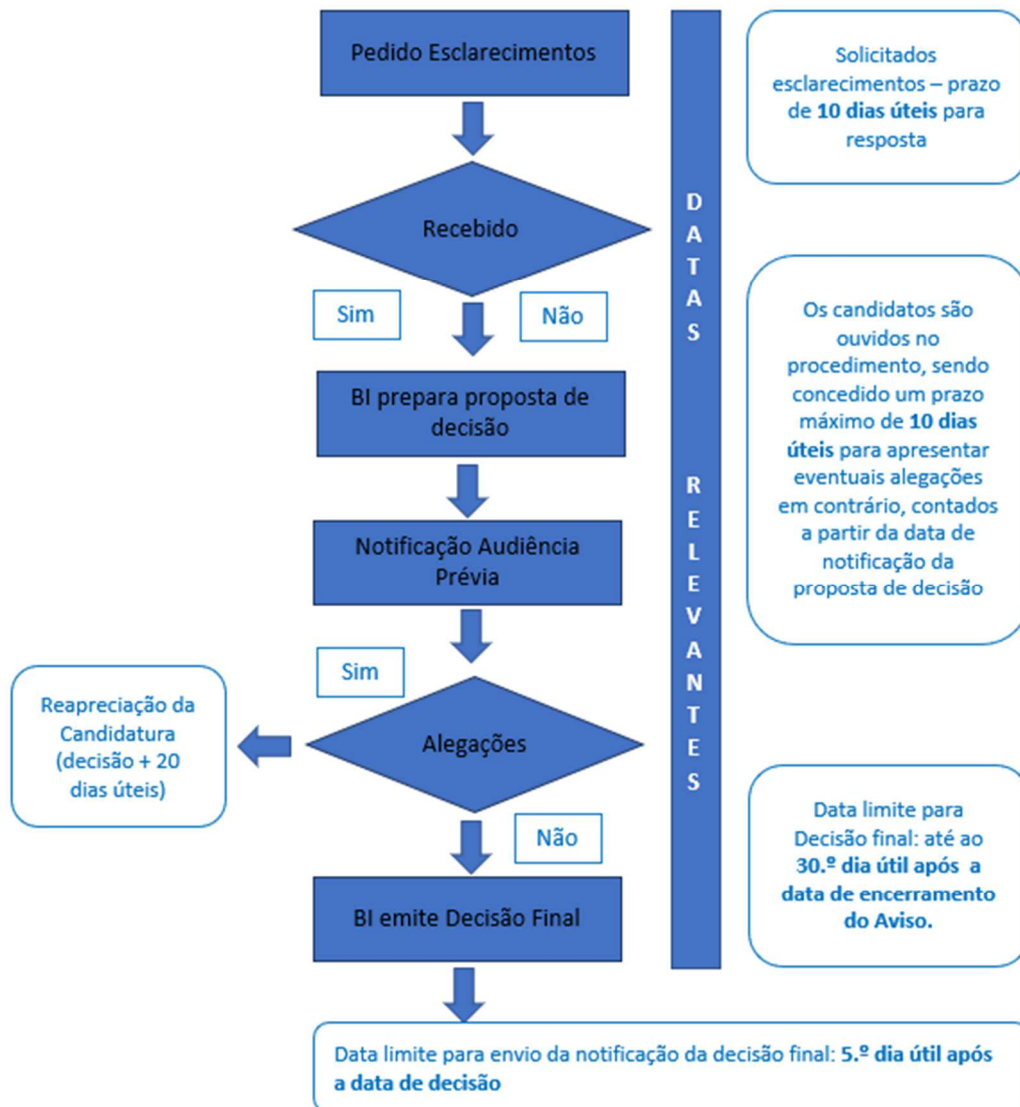 Pedido Esclarecimentos
Solicitados
esclarecimentos – prazo
de 10 dias úteis para
resposta
Recebido
Sim
Não
BI prepara proposta de
decisão
Notificação Audiência
Prévia
Sim
Alegações
Reapreciação da
Candidatura
(decisão + 20
dias úteis)
Não
BI emite Decisão Final
DATAS
RELEVANTES
Os candidatos são
ouvidos no
procedimento, sendo
concedido um prazo
máximo de 10 dias
úteis para apresentar
eventuais alegações
em contrário, contados
a partir da data de
notificação da
proposta de decisão
Data limite para
Decisão final: até ao
30.º dia útil após a
data de encerramento
do Aviso.
Data limite para envio da notificação da decisão final: 5.º dia útil após
a data de decisão